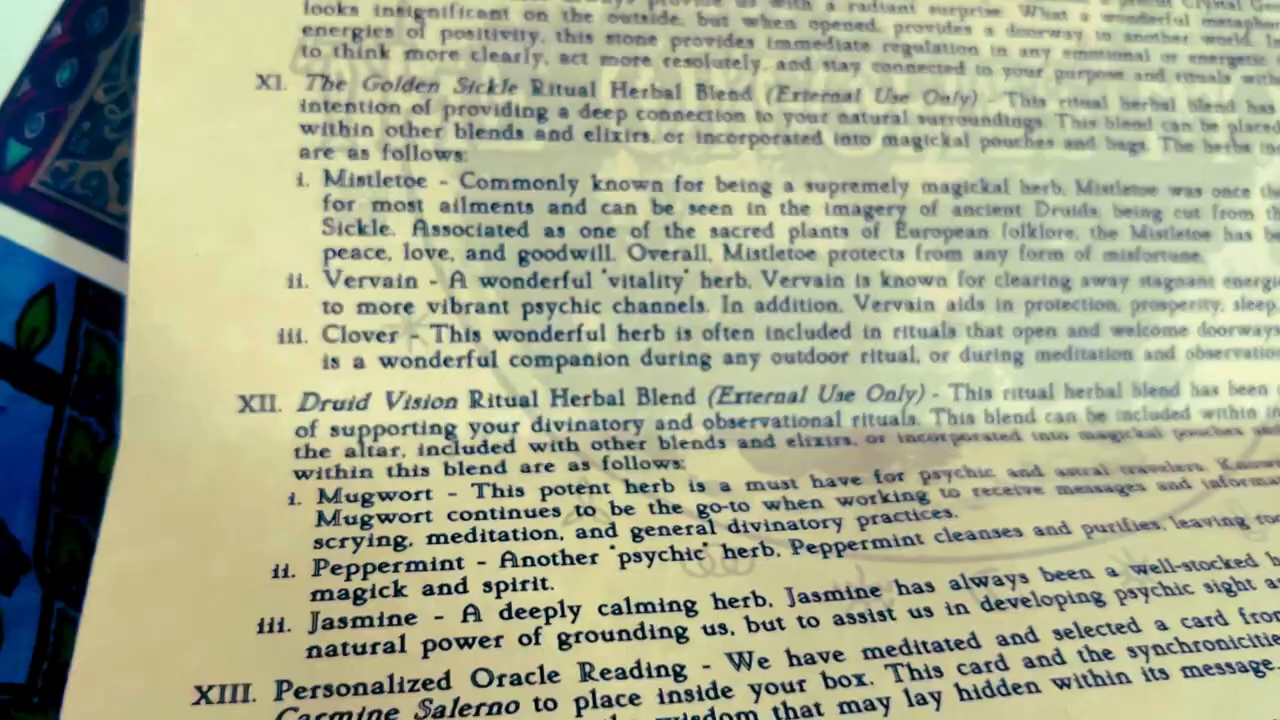 looks insignificant on the outside, but when opened, provides a doorway to another world.
energies of positivity, this stone provides immediate regulation in any emotional or energetic
to think more clearly, act more resolutely, and stay connected to your purpose and rituals with
XI. The Golden Sickle Ritual Herbal Blend (External Use Only) - This ritual herbal blend has
intention of providing a deep connection to your natural surroundings. This blend can be placed
within other blends and elixirs, or incorporated into magickal pouches and bags. The herbs
are as follows:
i. Mistletoe - Commonly known for being a supremely magickal herb, Mistletoe was once
for most ailments and can be seen in the imagery of ancient Druids, being cut from
Sickle. Associated as one of the sacred plants of European folklore, the Mistletoe has
peace, love, and goodwill. Overall, Mistletoe protects from any form of misfortune.
ii. Vervain - A wonderful 'vitality' herb, Vervain is known for clearing away stagnant
to more vibrant psychic channels. In addition, Vervain aids in protection, prosperity, sleep,
iii. Clover - This wonderful herb is often included in rituals that open and welcome doorways
is a wonderful companion during any outdoor ritual, or during meditation and
XII. Druid Vision Ritual Herbal Blend (External Use Only) - This ritual herbal blend has been
of supporting your divinatory and observational rituals. This blend can be included within
the altar, included with other blends and elixirs, or incorporated into magickal pouches
within this blend are as follows:
i. Mugwort - This potent herb is a must have for psychic and astral travelers.
Mugwort continues to be the go-to when working to receive messages and
scrying, meditation, and general divinatory practices.
ii. Peppermint - Another 'psychic' herb, Peppermint cleanses and purifies, leaving
magick and spirit.
iii. Jasmine - A deeply calming herb, Jasmine has always been a well-stocked
natural power of grounding us, but to assist us in developing psychic sight
XIII. Personalized Oracle Reading - We have meditated and selected a card from
Carmine Salerno to place inside your box. This card and the
that may lay hidden within its message.